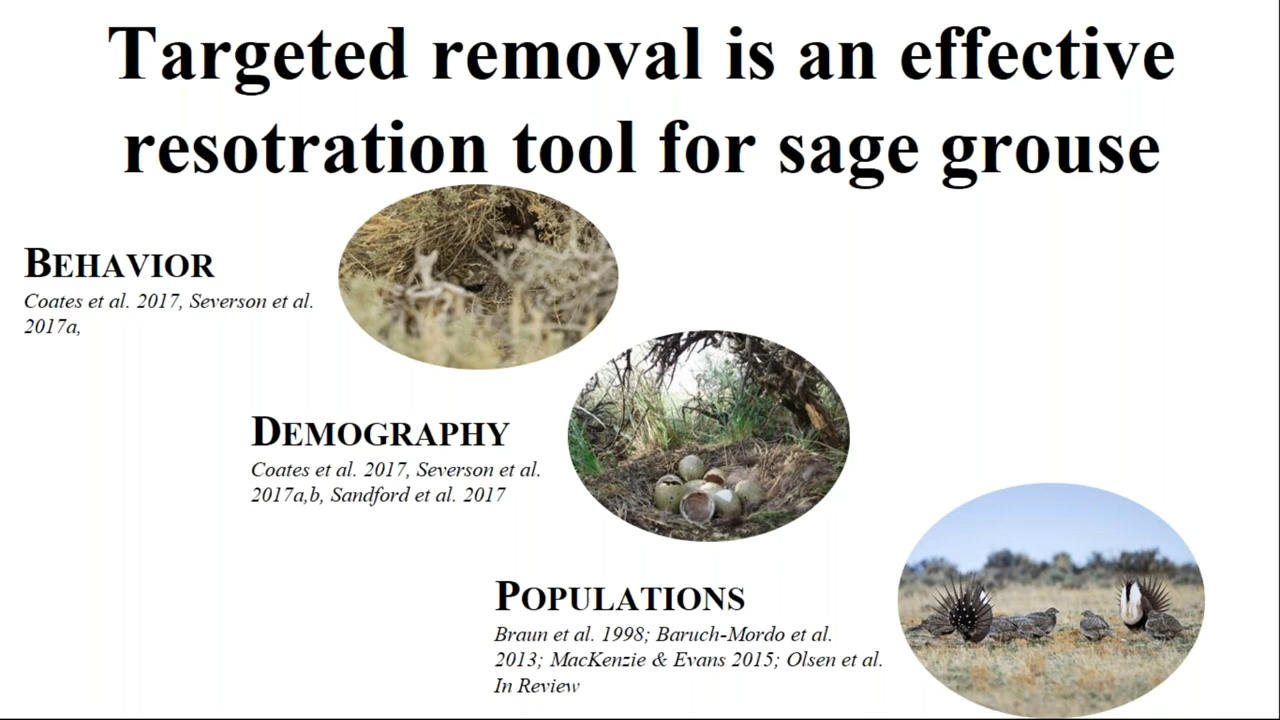 Targeted removal is an effective
resotration tool for sage grouse
BEHAVIOR
Coates et al. 2017, Severson et al.
2017a,
DEMOGRAPHY
Coates et al. 2017, Severson et al.
2017a,b, Sandford et al. 2017
POPULATIONS
Braun et al. 1998; Baruch-Mordo et al.
2013; MacKenzie & Evans 2015; Olsen et al.
In Review